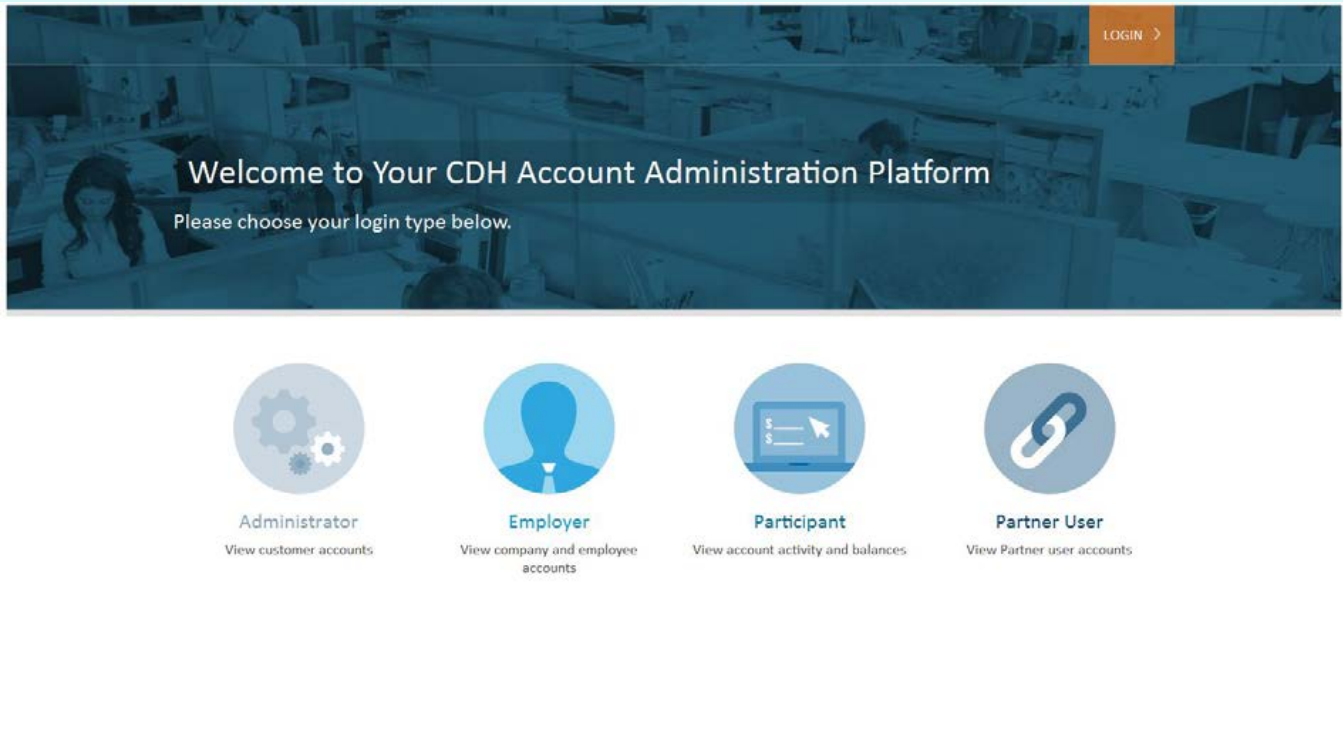 LOGIN >
Welcome to Your CDH Account Administration Platform
Please choose your login type below.
$
$
Administrator
View customer accounts
Employer
View company and employee
accounts
Participant
View account activity and balances
Partner User
View Partner user accounts